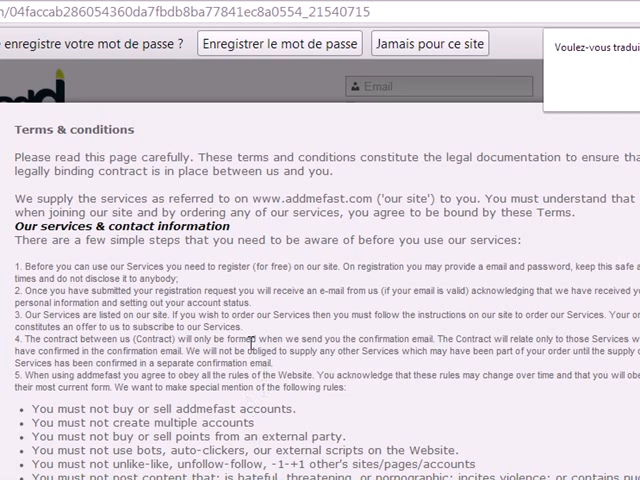 /04faccab286054360da7fbdb8ba77841ec8a0554_21540715
enregistre votre mot de passe ?
Enregistrer le mot de passe
Jamais pour ce site
Voulez-vous
Email
Terms & conditions
Please read this page carefully. These terms and conditions constitute the legal documentation to ensure
legally binding contract is in place between us and you.
We supply the services as referred to on www.addmefast.com ('our site') to you. You must understand that
when joining our site and by ordering any of our services, you agree to be bound by these Terms.
Our services & contact information
There are a few simple steps that you need to be aware of before you use our services:
1. Before you can use our Services you need to register (for free) on our site. On registration you may provide a email and password, keep this safe a
times and do not disclose it to anybody;
2. Once you have submitted your registration request you will receive an e-mail from us (if your email is valid) acknowledging that we have received
personal information and setting out your account status.
3. Our Services are listed on our site. If you wish to order our Services then you must follow the instructions on our site to order our Services. Your
constitutes an offer to us to subscribe to our Services.
4. The contract between us (Contract) will only be formed when we send you the confirmation email. The Contract will relate only to those Services
have confirmed in the confirmation email. We will not be obliged to supply any other Services which may have been part of your order until the supply
Services has been confirmed in a separate confirmation email.
5. When using addmefast you agree to obey all the rules of the Website. You acknowledge that these rules may change over time and that you will
their most current form. We want to make special mention of the following rules:
• You must not buy or sell addmefast accounts.
• You must not create multiple accounts
• You must not buy or sell points from an external party.
• You must not use bots, auto-clickers, our external scripts on the Website.
• You must not unlike-like, unfollow-follow, -1-+1 other's sites/pages/accounts
• You must not post content that: is hateful, threatening, or pornographic; incites violence; or contains